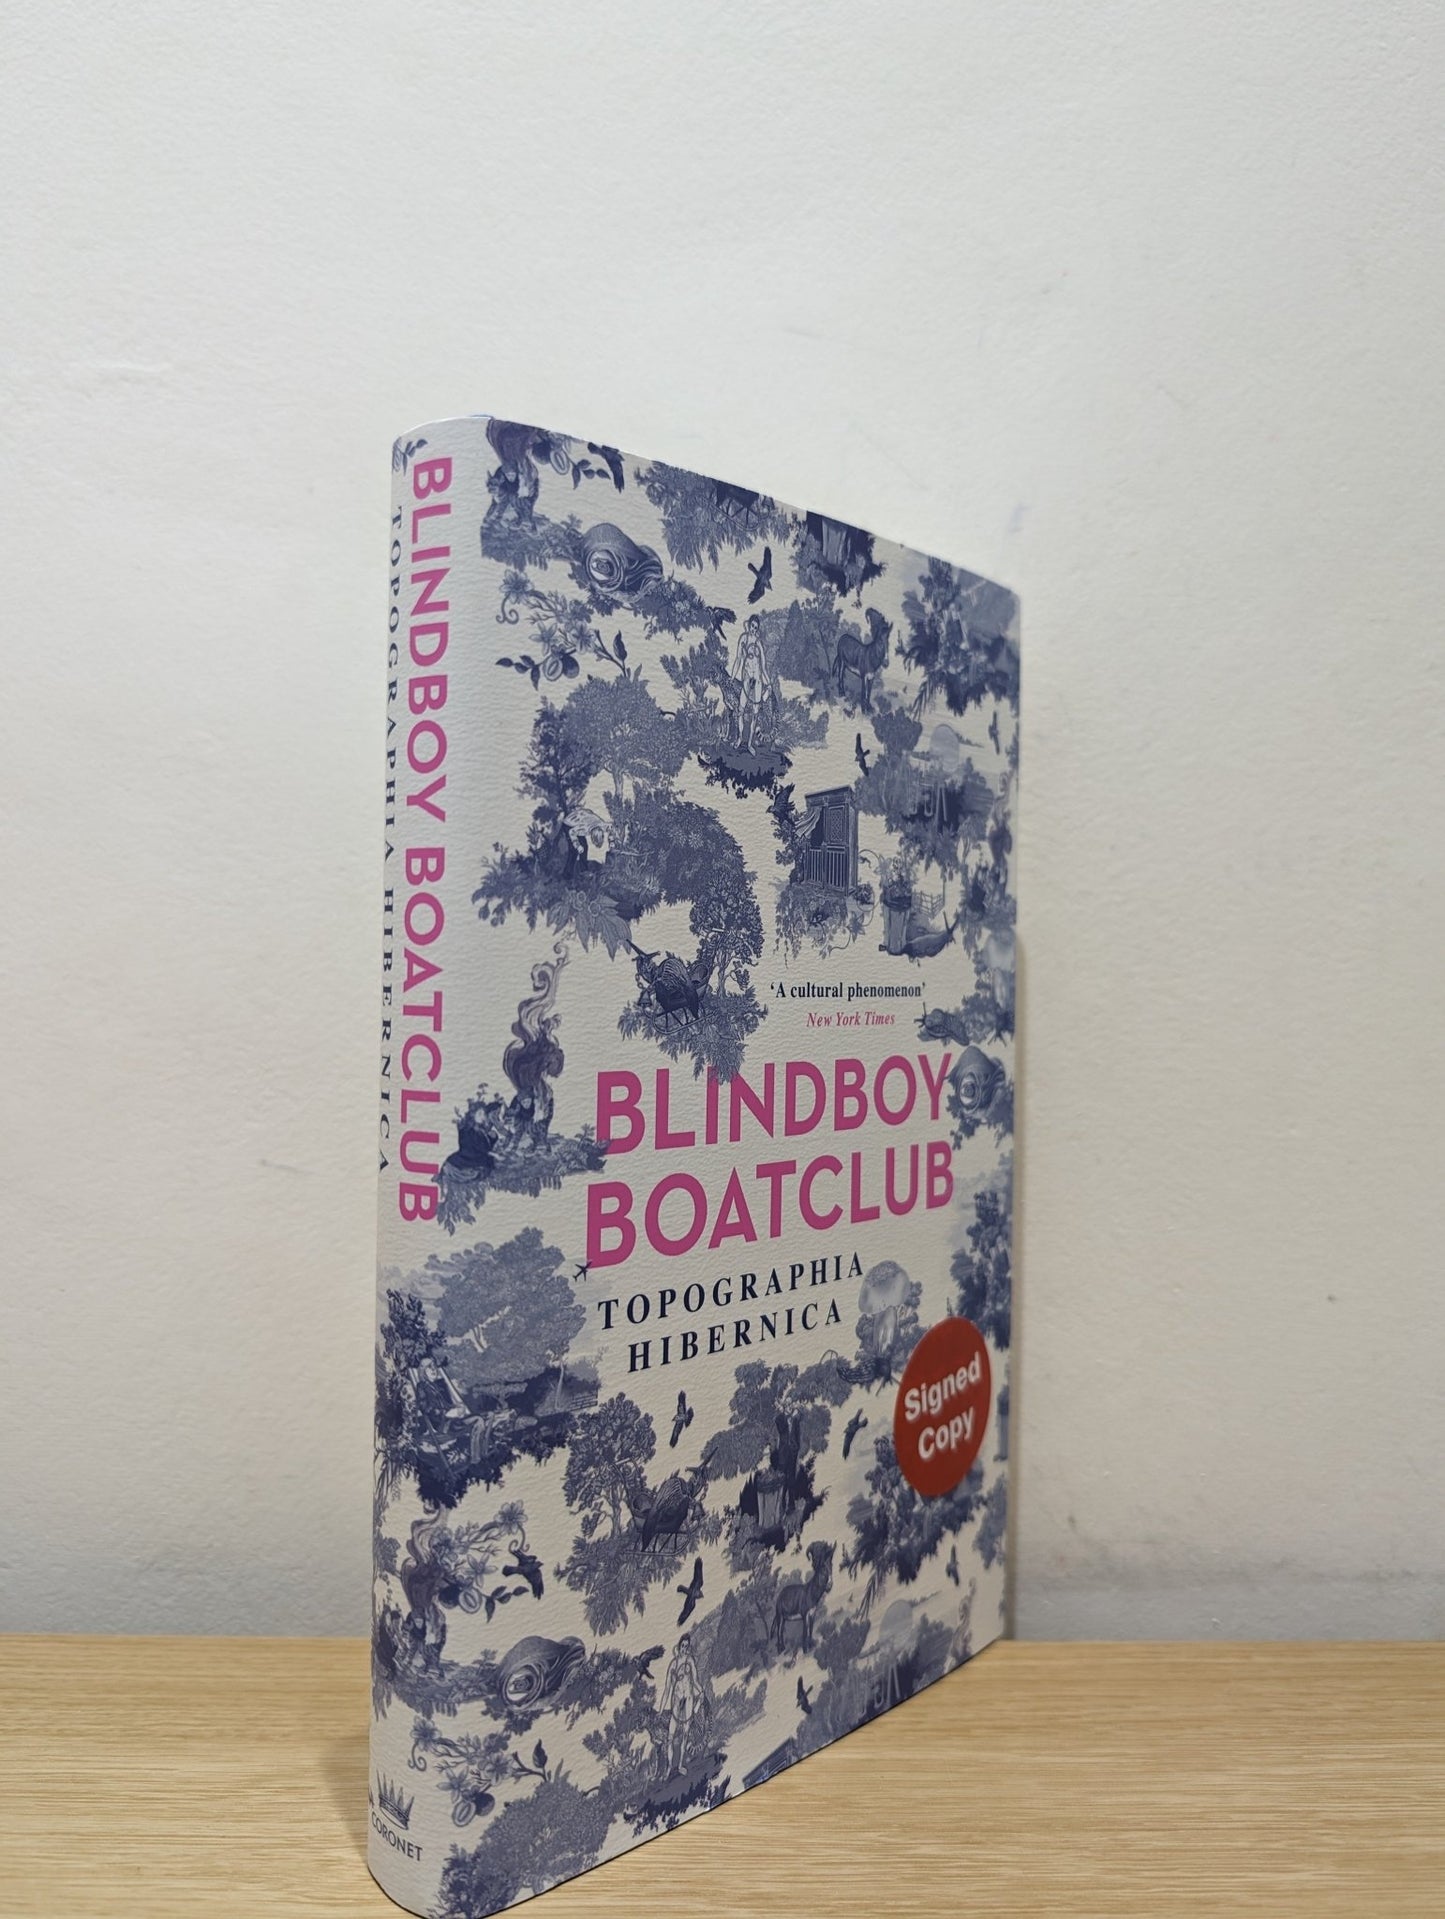 BLINDBOY BOATCLUB
TOPOGRAPHIA HIBERNICA
CORONET
‘A cultural phenomenon’
New York Times
BLINDBOY
BOATCLUB
TOPOGRAPHIA
HIBERNICA
Signed
Copy